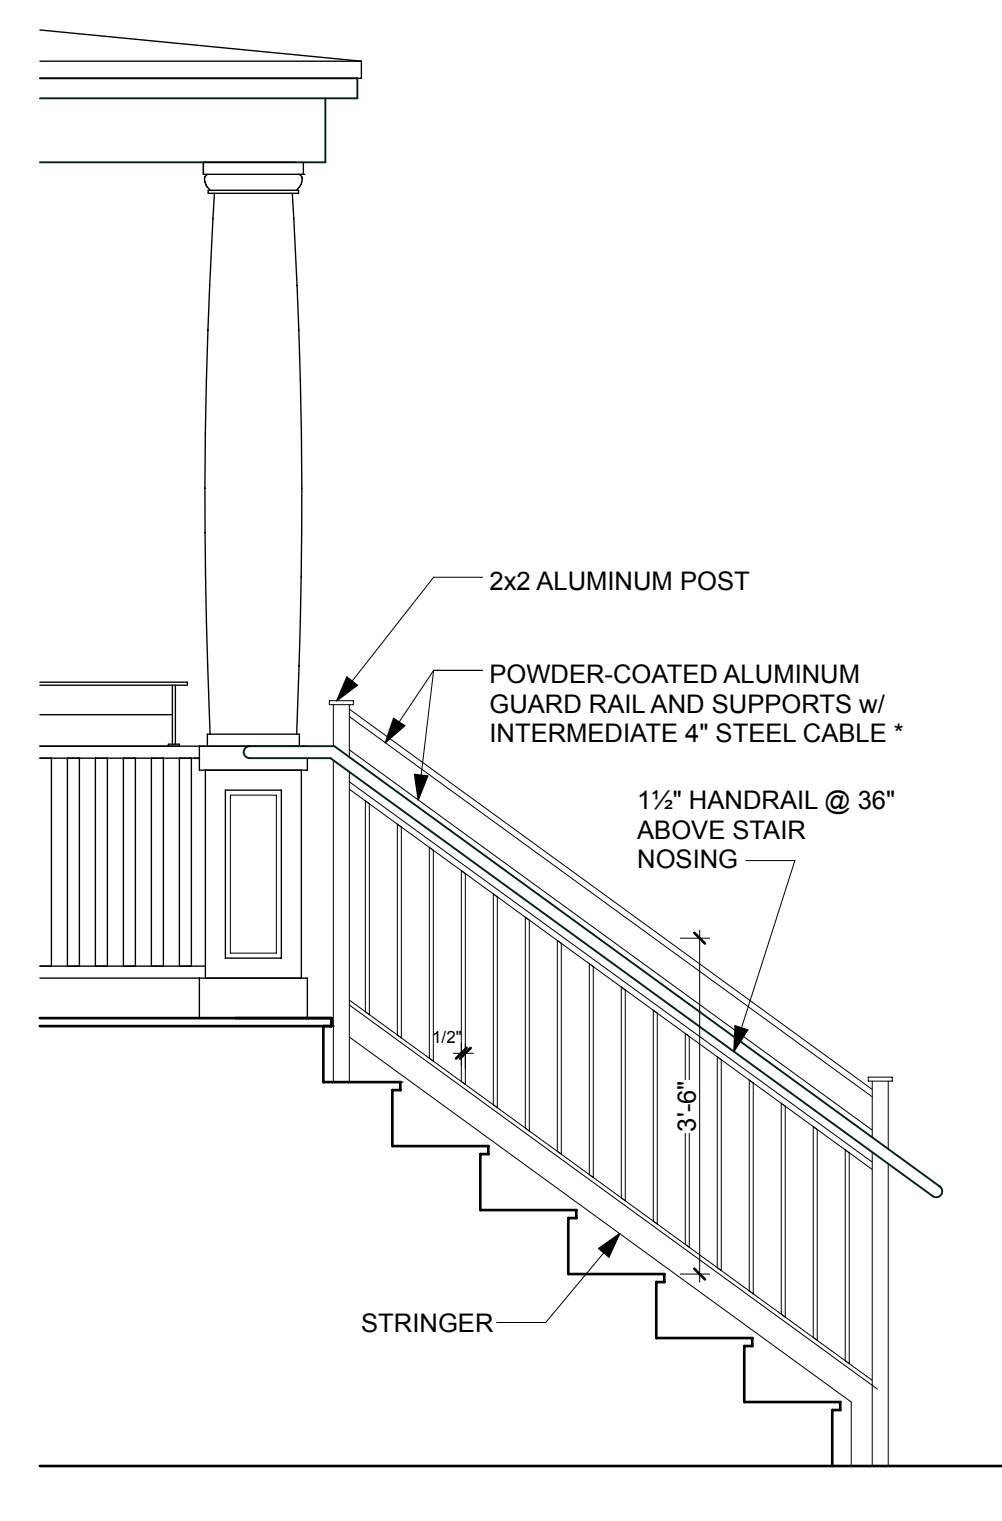 2x2 ALUMINUM POST
POWDER-COATED ALUMINUM
GUARD RAIL AND SUPPORTS w/
INTERMEDIATE 4" STEEL CABLE *
1½" HANDRAIL @ 36"
ABOVE STAIR
NOSING
1/2"
3'-6"
STRINGER